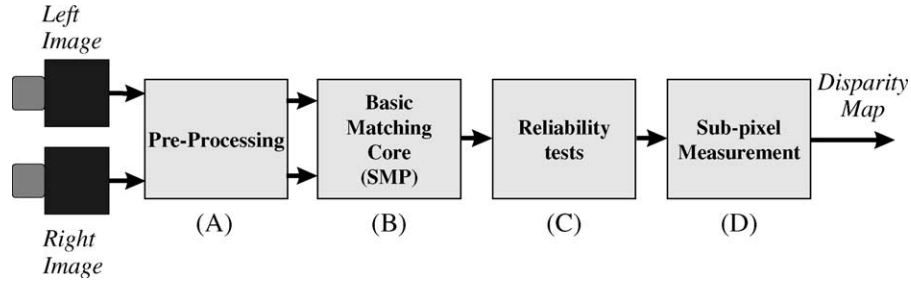 Left
Image
Pre-Processing
(A)
Basic
Matching
Core
(SMP)
(B)
Reliability
tests
(C)
Sub-pixel
Measurement
(D)
Disparity
Map
Right
Image